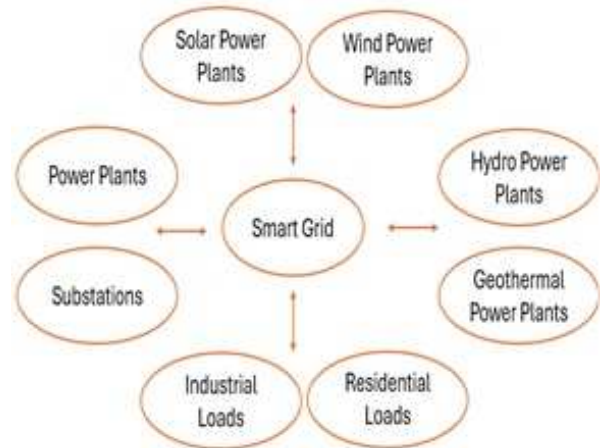 Solar Power
Plants
Wind Power
Plants
Power Plants
Hydro Power
Plants
Smart Grid
Substations
Geothermal
Power Plants
Industrial
Loads
Residential
Loads